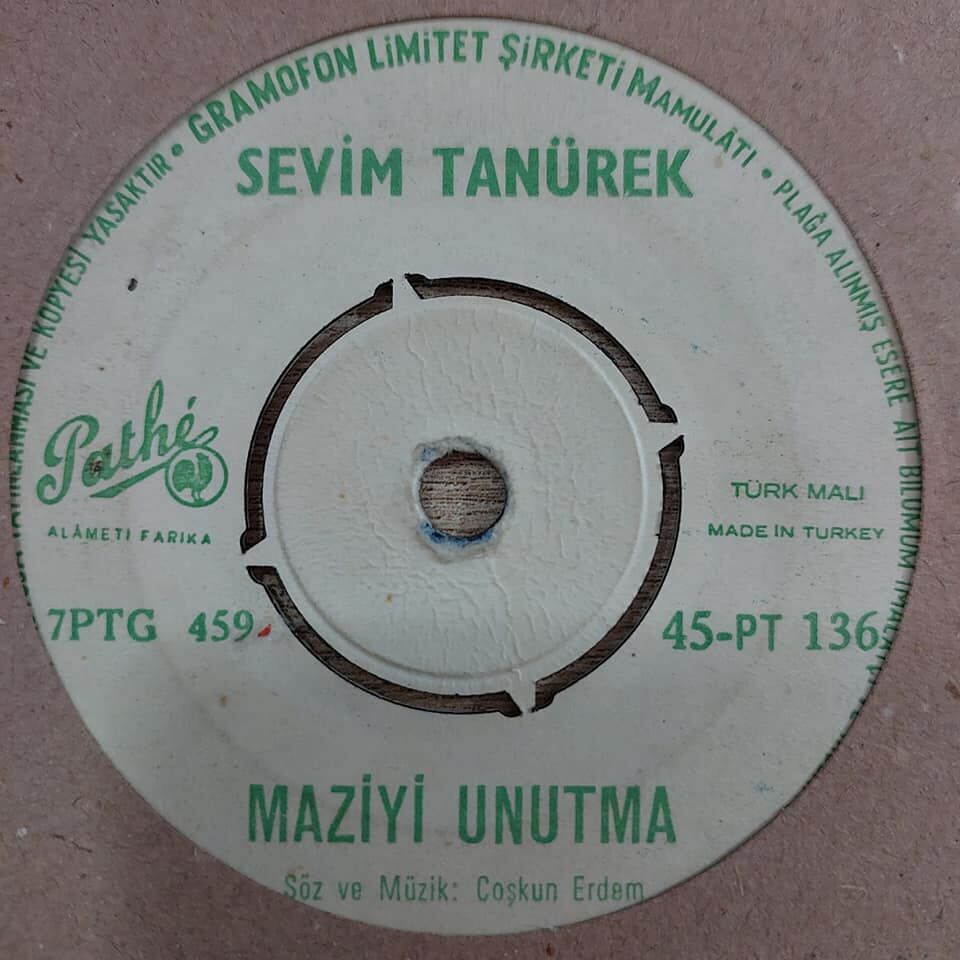 GRAMOFON LİMİTET ŞİRKETİ MAMULÂTI • PLAĞA ALINMIŞ ESERE AİT BİLUMUM
VE KOPYESİ YASAKTIR •
SEVİM TANÜREK
Pathé
ALÂMETİ FARİKA
TÜRK MALI
MADE IN TURKEY
7PTG 459
45-PT 136
MAZİYİ UNUTMA
Söz ve Müzik: Coşkun Erdem